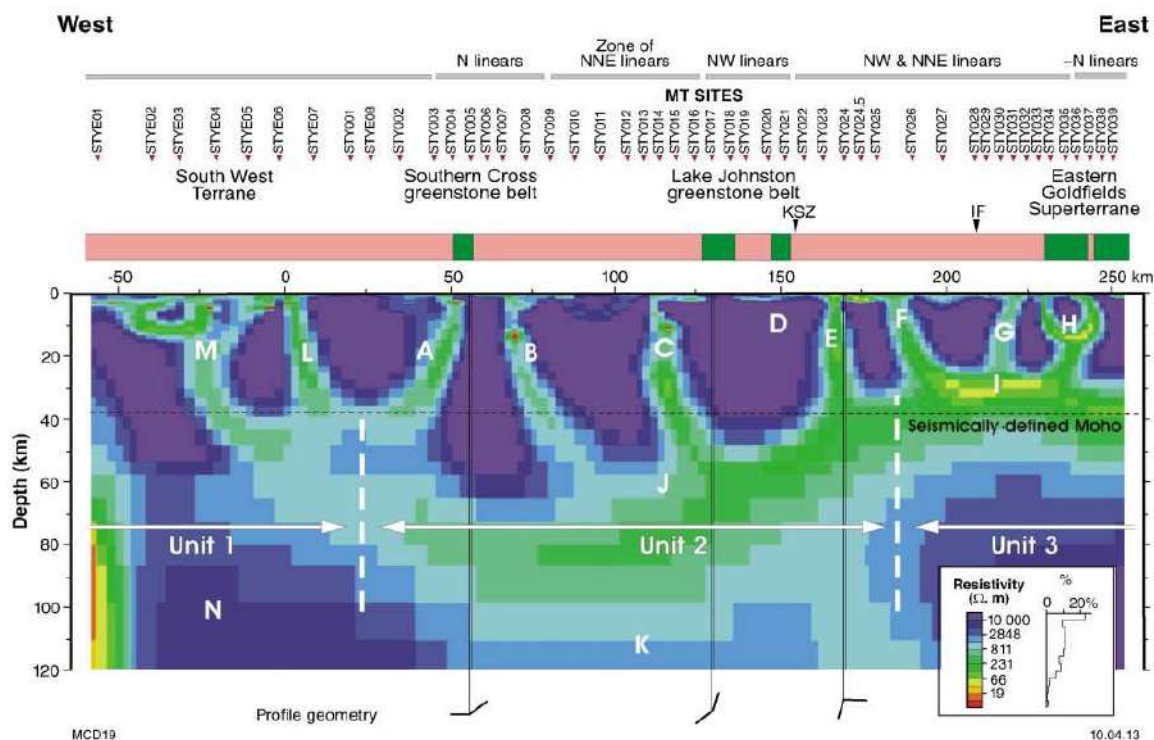 West
East
N linears
Zone of
NNE linears
NW linears
NW & NNE linears
~N linears
MT SITES
STYE01
STYE02
STYE03
STYE04
STYE05
STYE06
STYE07
STY001
STYE08
STY002
STY003
STY004
STY005
STY006
STY007
STY008
STY009
STY010
STY011
STY012
STY013
STY014
STY015
STY016
STY017
STY018
STY019
STY020
STY021
STY022
STY023
STY024
STY024.5
STY025
STY026
STY027
STY028
STY029
STY030
STY031
STY032
STY033
STY034
STY035
STY036
STY037
STY038
STY039
South West
Terrane
Southern Cross
greenstone belt
Lake Johnston
greenstone belt
Eastern
Goldfields
Superterrane
KSZ
IF
-50 0 50 100 150 200 250 km
0
20
40
60
80
100
120
Depth (km)
M L A B C D E F G H
I
Seismically-defined Moho
J
Unit 1
Unit 2
Unit 3
N
K
Resistivity
(Ω. m)
10 000
2848
811
231
66
19
%
0 20%
Profile geometry
MCD19
10.04.13